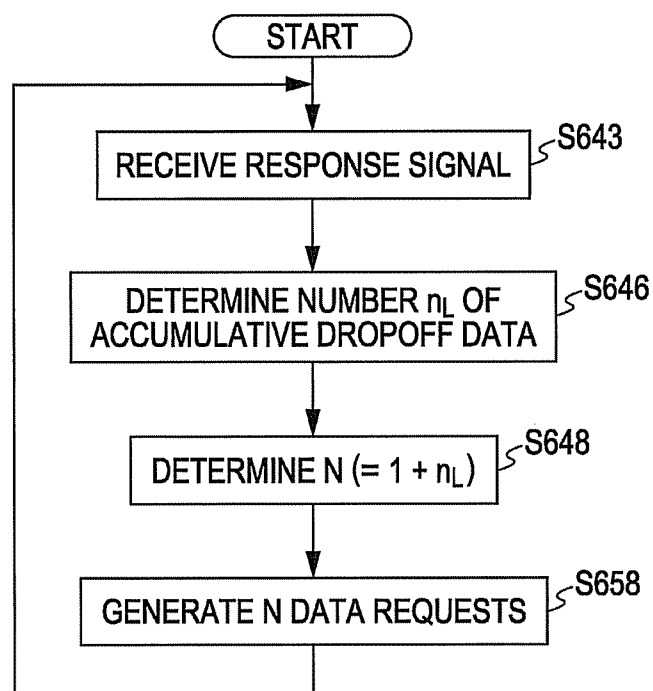 START
RECEIVE RESPONSE SIGNAL
S643
DETERMINE NUMBER nL OF
ACCUMULATIVE DROPOFF DATA
S646
DETERMINE N (= 1 + nL)
S648
GENERATE N DATA REQUESTS
S658